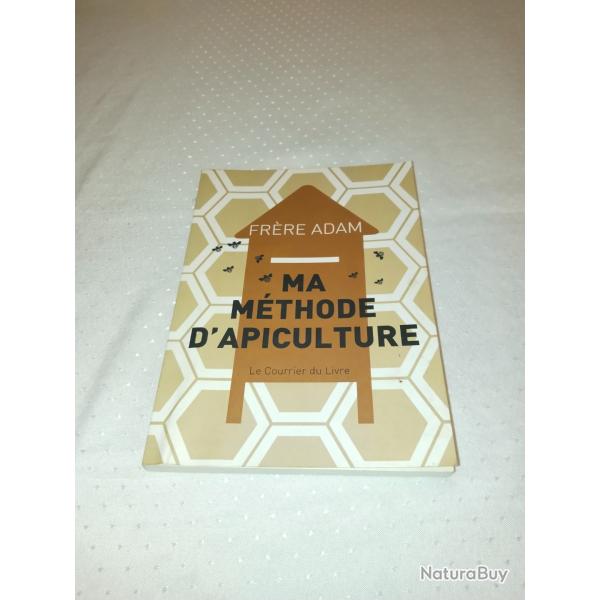 FRÈRE ADAM
MA
MÉTHODE
D'APICULTURE
Le Courrier du Livre
NaturaBuy